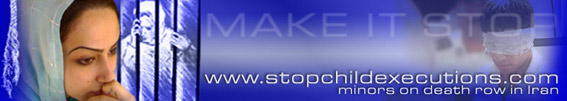 MAKE IT STOP
www.stopchildexecutions.com
minors on death row in Iran